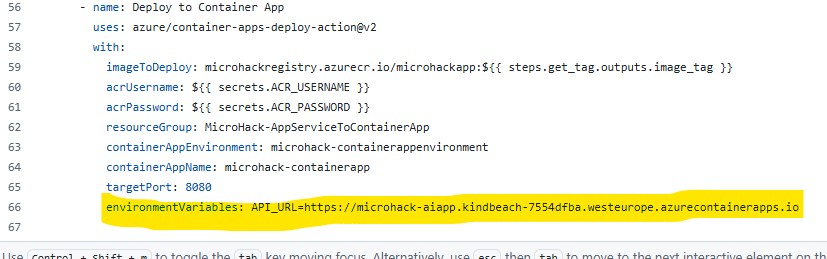 56 - name: Deploy to Container App
57 uses: azure/container-apps-deploy-action@v2
58 with:
59 imageToDeploy: microhackregistry.azurecr.io/microhackapp:${{ steps.get_tag.outputs.image_tag }}
60 acrUsername: ${{ secrets.ACR_USERNAME }}
61 acrPassword: ${{ secrets.ACR_PASSWORD }}
62 resourceGroup: MicroHack-AppServiceToContainerApp
63 containerAppEnvironment: microhack-containerappenvironment
64 containerAppName: microhack-containerapp
65 targetPort: 8080
66 environmentVariables: API_URL=https://microhack-aiapp.kindbeach-7554dfba.westeurope.azurecontainerapps.io
67
Use Control + Shift + m to toggle the tab key moving focus. Alternatively, use esc then tab to move to the next interactive element on th